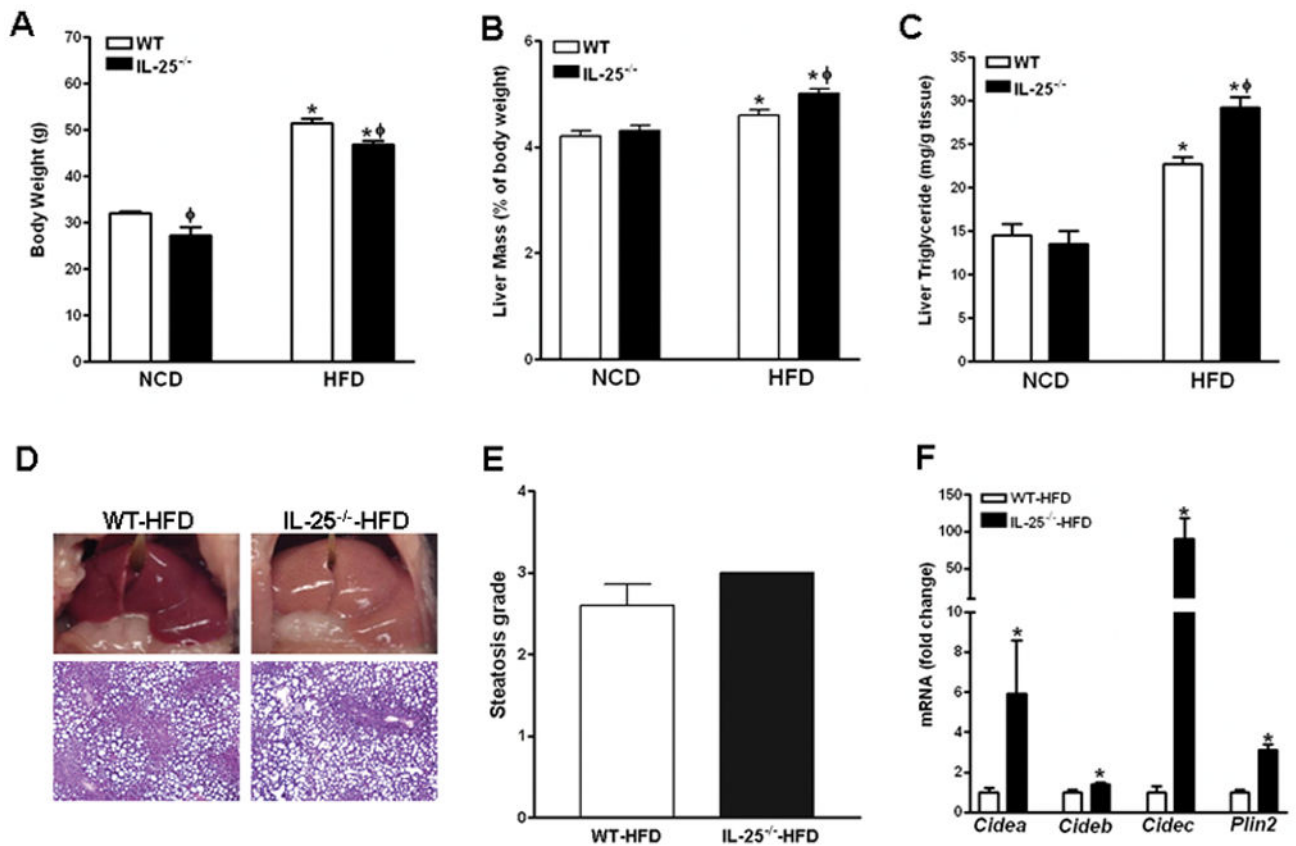 A
Body Weight (g)
70
60
50
40
30
20
10
0
WT
IL-25-/-
ϕ
*
*ϕ
NCD HFD
B
Liver Mass (% of body weight)
6
4
2
0
WT
IL-25-/-
*
*ϕ
NCD HFD
C
Liver Triglyceride (mg/g tissue)
35
30
25
20
15
10
5
0
WT
IL-25-/-
*
*ϕ
NCD HFD
D
WT-HFD IL-25-/--HFD
E
Steatosis grade
4
3
2
1
0
WT-HFD IL-25-/--HFD
F
mRNA (fold change)
150
125
100
75
50
10
8
6
4
2
0
WT-HFD
IL-25-/--HFD
*
*
*
*
Cidea Cideb Cidec Plin2